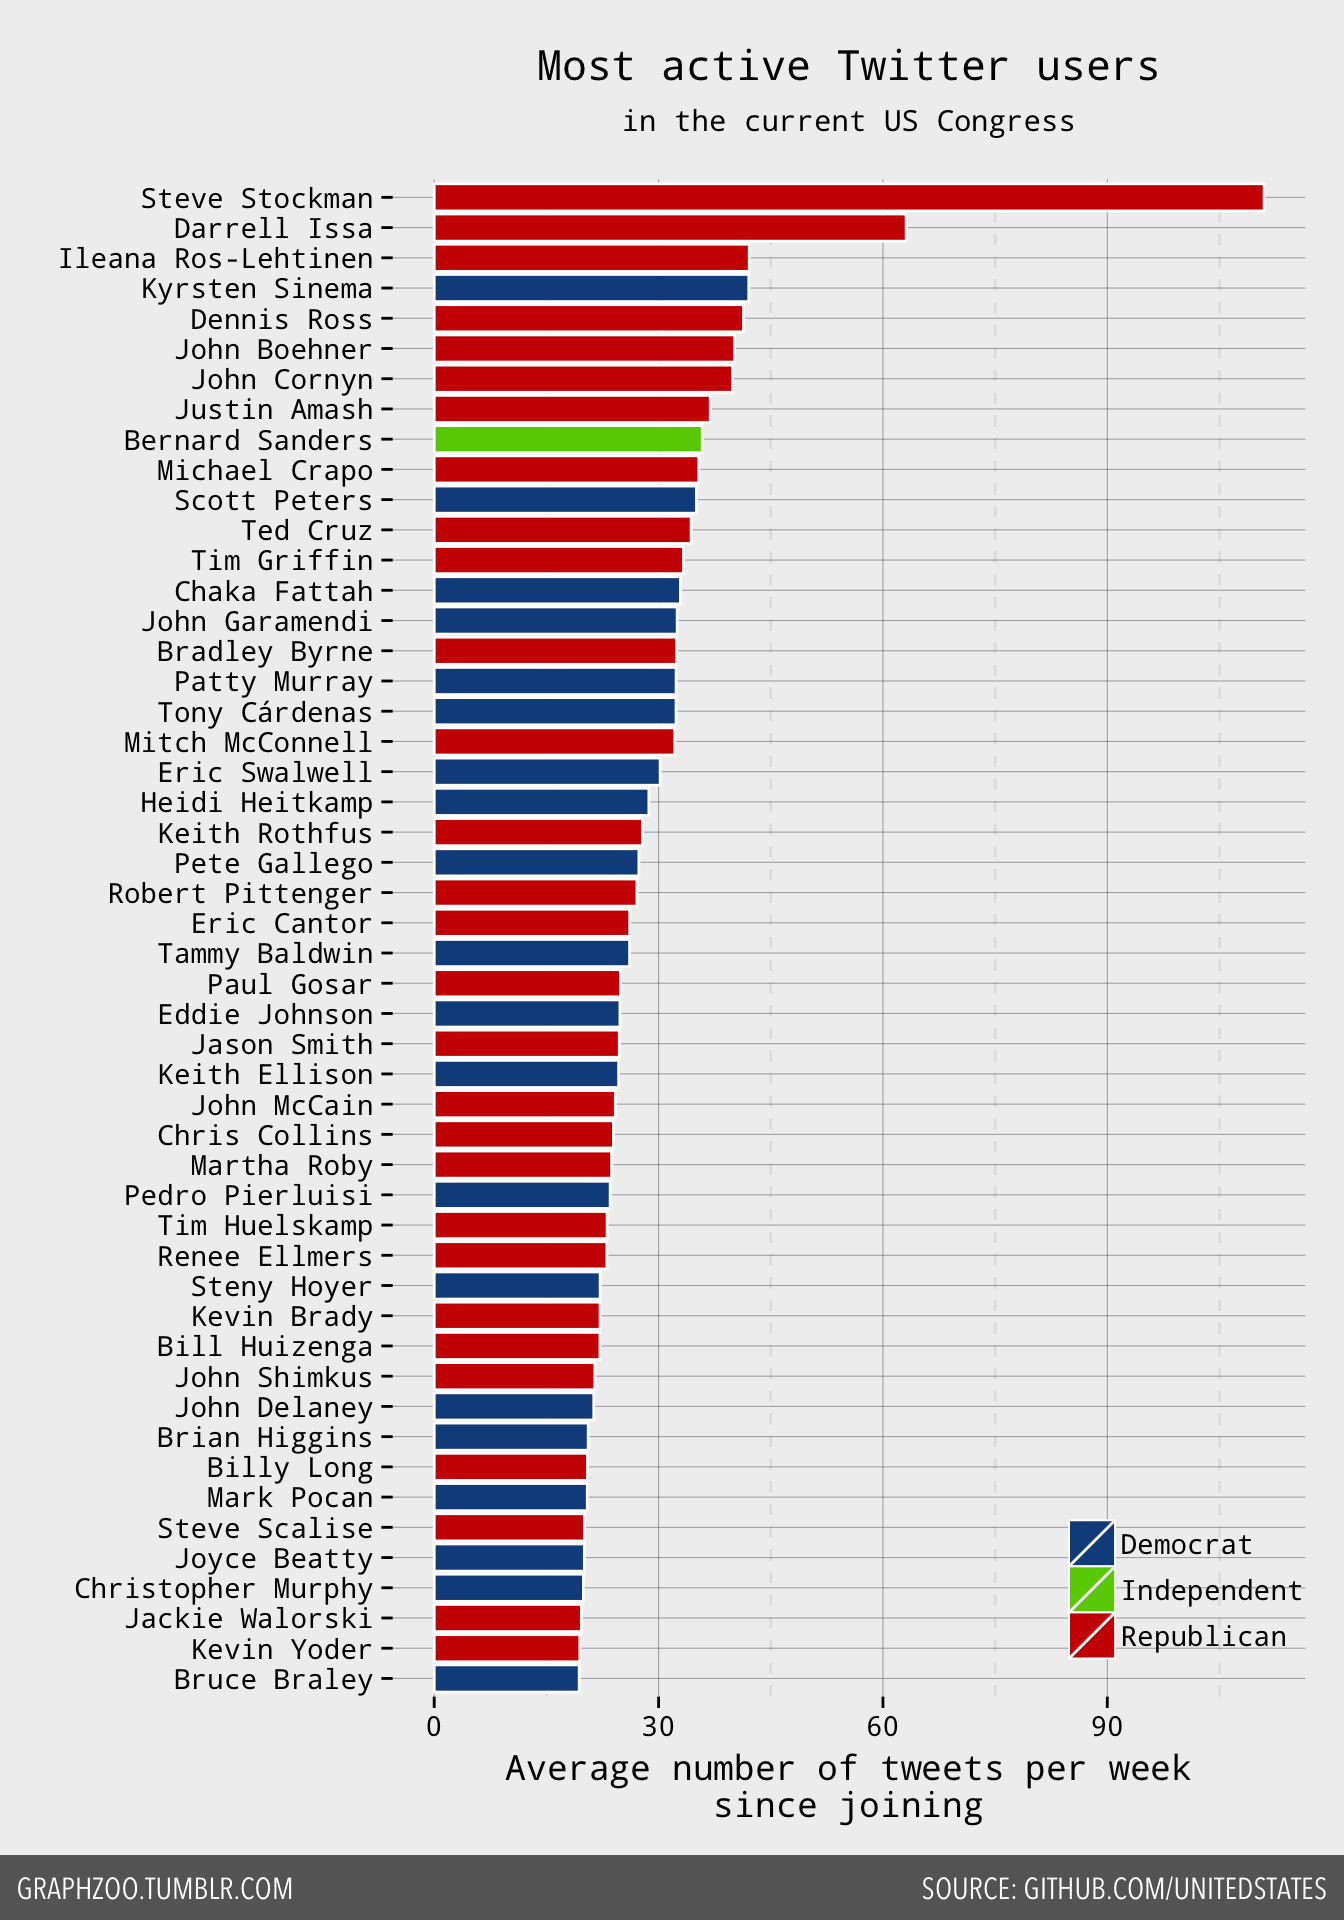 Most active Twitter users
in the current US Congress
Steve Stockman
Darrell Issa
Ileana Ros-Lehtinen
Kyrsten Sinema
Dennis Ross
John Boehner
John Cornyn
Justin Amash
Bernard Sanders
Michael Crapo
Scott Peters
Ted Cruz
Tim Griffin
Chaka Fattah
John Garamendi
Bradley Byrne
Patty Murray
Tony Cárdenas
Mitch McConnell
Eric Swalwell
Heidi Heitkamp
Keith Rothfus
Pete Gallego
Robert Pittenger
Eric Cantor
Tammy Baldwin
Paul Gosar
Eddie Johnson
Jason Smith
Keith Ellison
John McCain
Chris Collins
Martha Roby
Pedro Pierluisi
Tim Huelskamp
Renee Ellmers
Steny Hoyer
Kevin Brady
Bill Huizenga
John Shimkus
John Delaney
Brian Higgins
Billy Long
Mark Pocan
Steve Scalise
Joyce Beatty
Christopher Murphy
Jackie Walorski
Kevin Yoder
Bruce Braley
Democrat
Independent
Republican
0 30 60 90
Average number of tweets per week
since joining
GRAPHZOO.TUMBLR.COM SOURCE: GITHUB.COM/UNITEDSTATES